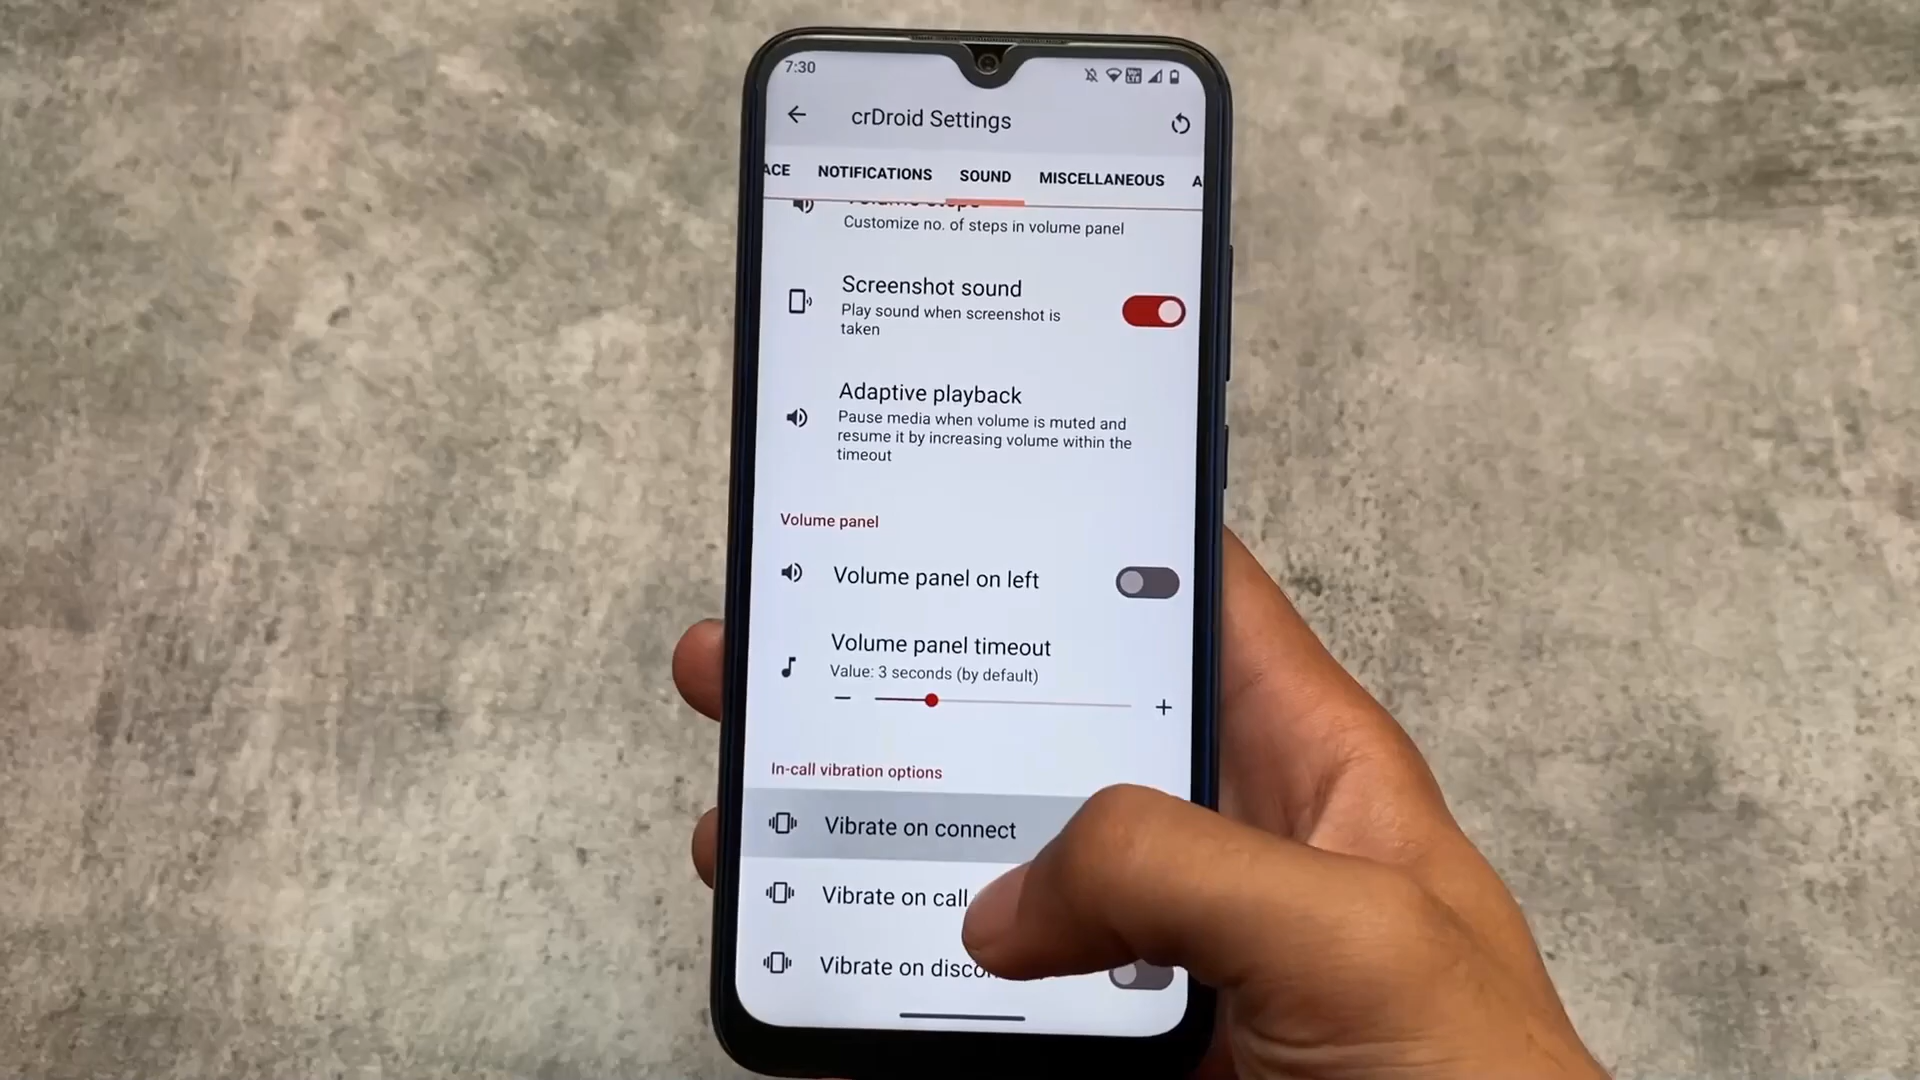 7:30
crDroid Settings
NOTIFICATIONS SOUND MISCELLANEOUS
Customize no. of steps in volume panel
Screenshot sound
Play sound when screenshot is
taken
Adaptive playback
Pause media when volume is muted and
resume it by increasing volume within the
timeout
Volume panel
Volume panel on left
Volume panel timeout
Value: 3 seconds (by default)
In-call vibration options
Vibrate on connect
Vibrate on call
Vibrate on